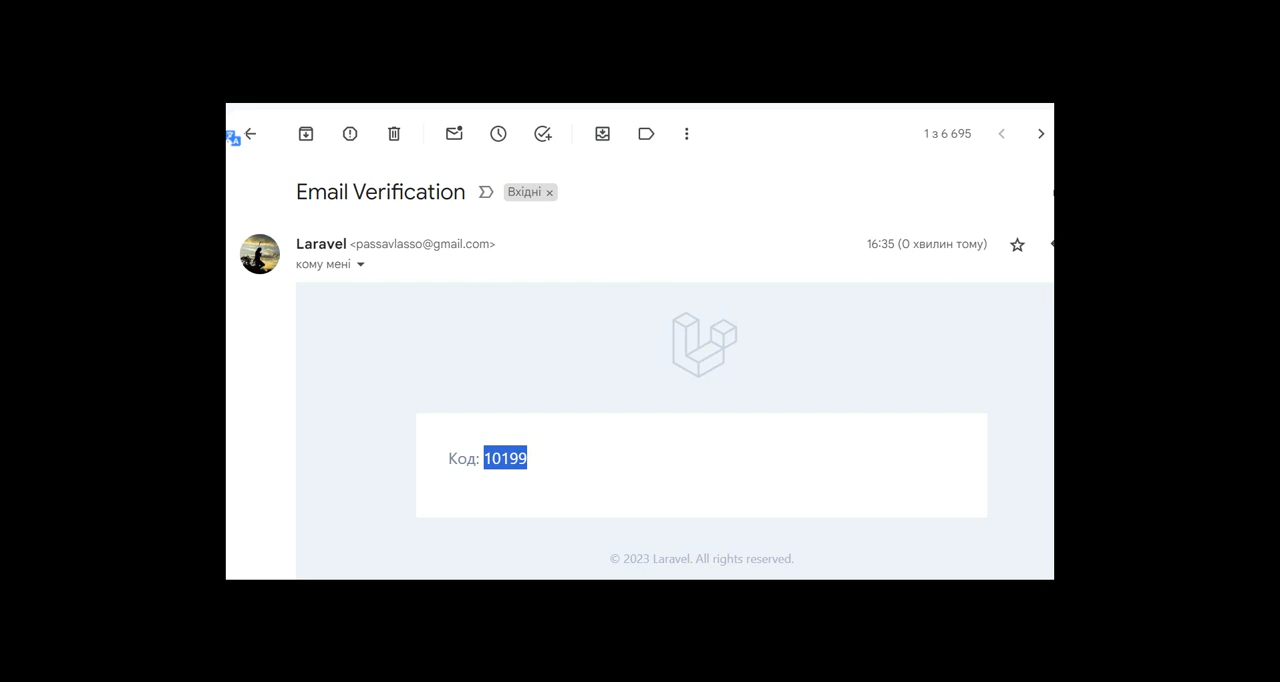 1 з 6 695
Email Verification Вхідні ×
Laravel <passavlasso@gmail.com> 16:35 (0 хвилин тому)
кому мені
Код: 10199
© 2023 Laravel. All rights reserved.